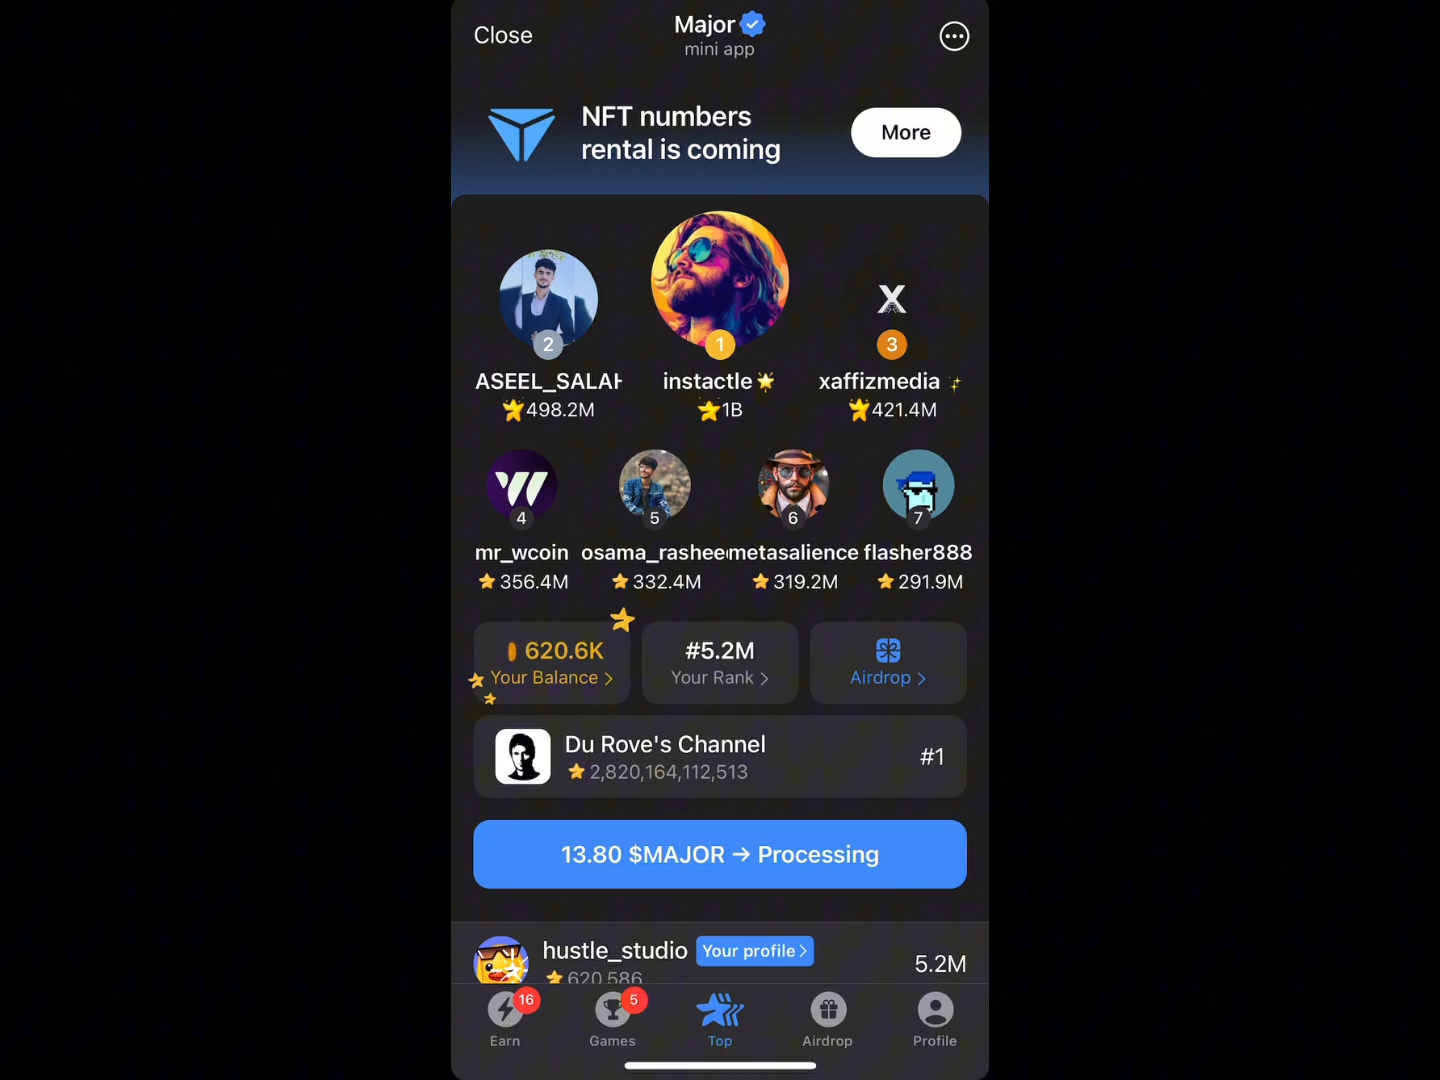 Close
Major
mini app
NFT numbers
rental is coming
More
2
1
3
ASEEL_SALAH
instactle
xaffizmedia
498.2M
1B
421.4M
4
5
6
7
mr_wcoin
osama_rashee
metasalience
flasher888
356.4M
332.4M
319.2M
291.9M
620.6K
Your Balance
#5.2M
Your Rank
Airdrop
Du Rove's Channel
2,820,164,112,513
#1
13.80 $MAJOR → Processing
hustle_studio
Your profile
620,586
5.2M
16
5
Earn
Games
Top
Airdrop
Profile